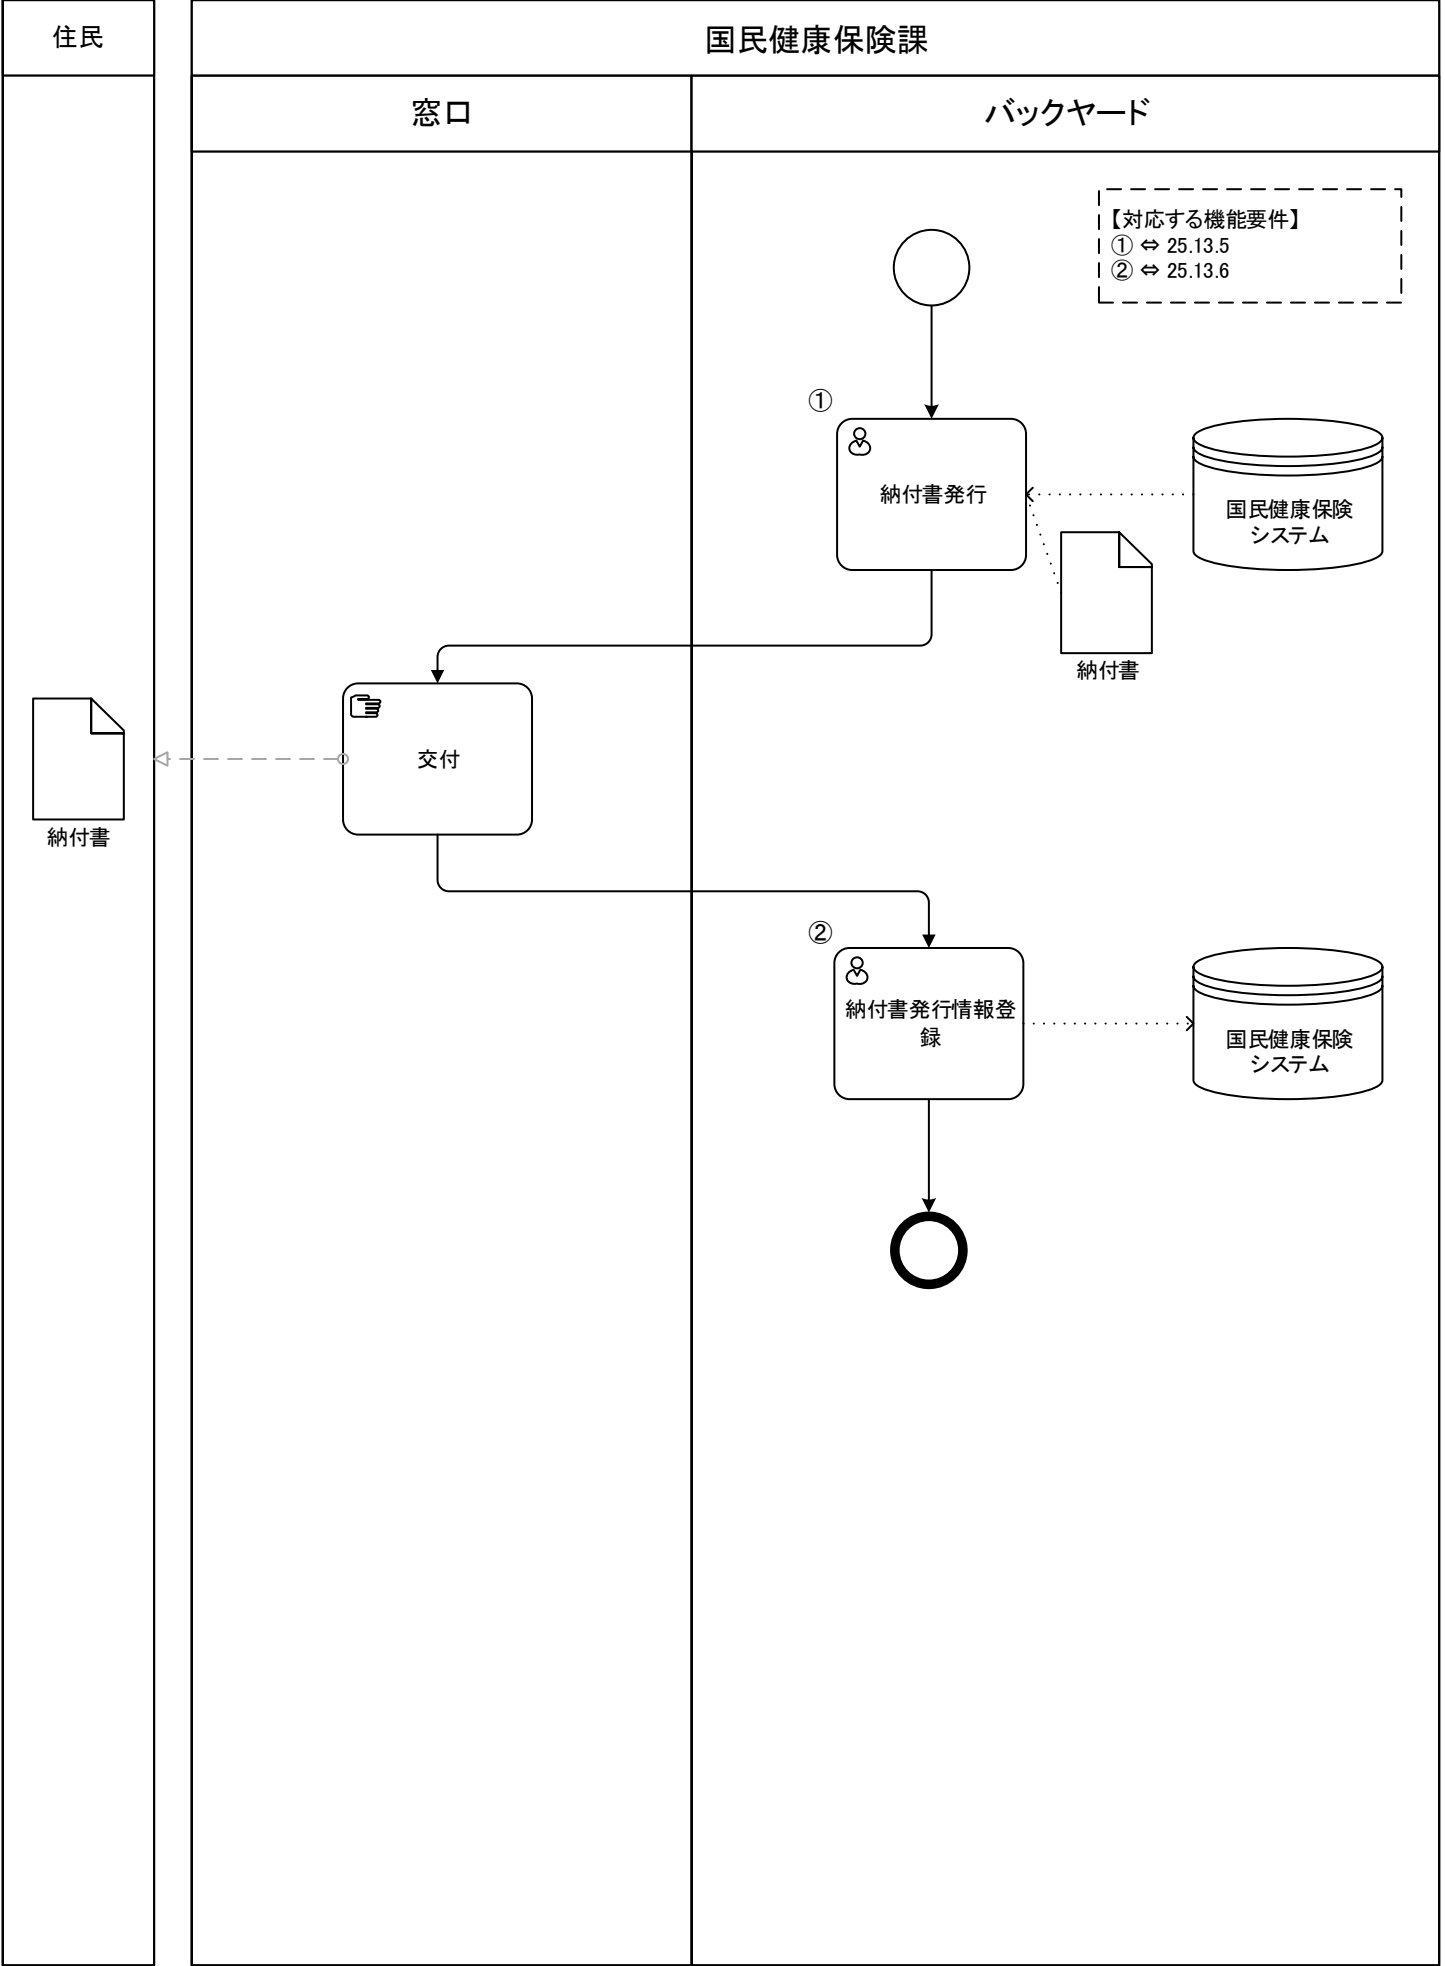 住民
国民健康保険課
窓口
バックヤード
【対応する機能要件】
① ⇔ 25.13.5
② ⇔ 25.13.6
①
納付書発行
国民健康保険
システム
納付書
交付
納付書
②
納付書発行情報登
録
国民健康保険
システム